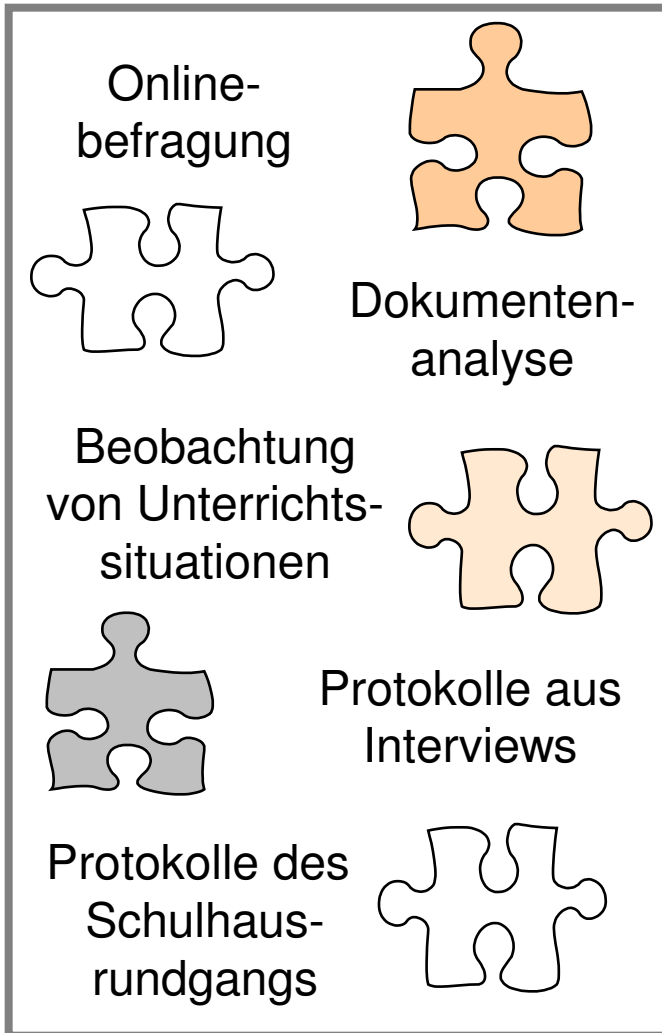 Online-
befragung
Dokumenten-
analyse
Beobachtung
von Unterrichts-
situationen
Protokolle aus
Interviews
Protokolle des
Schulhaus-
rundgangs